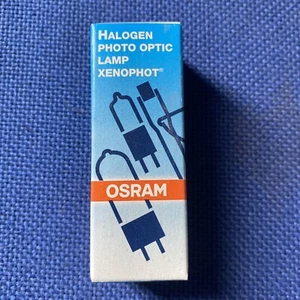 HALOGEN
PHOTO OPTIC
LAMP
XENOPHOT®
OSRAM